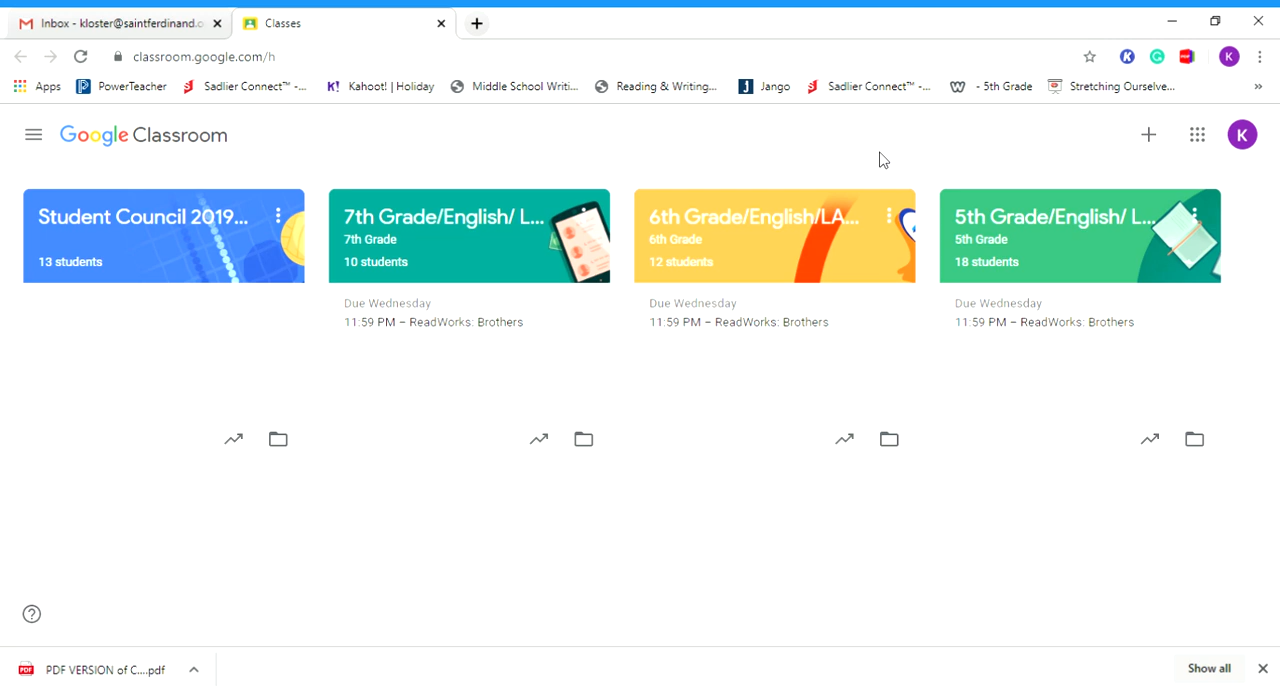 Inbox - kloster@saintferdinand.c
Classes
classroom.google.com/h
K
Apps
PowerTeacher
Sadlier Connect™ -...
K! Kahoot! | Holiday
Middle School Writi...
Reading & Writing...
J Jango
Sadlier Connect™ -...
- 5th Grade
Stretching Ourselve...
»
Google Classroom
K
Student Council 2019...
13 students
7th Grade/English/ L...
7th Grade
10 students
Due Wednesday
11:59 PM – ReadWorks: Brothers
6th Grade/English/LA...
6th Grade
12 students
Due Wednesday
11:59 PM – ReadWorks: Brothers
5th Grade/English/ L...
5th Grade
18 students
Due Wednesday
11:59 PM – ReadWorks: Brothers
PDF VERSION of C....pdf
Show all